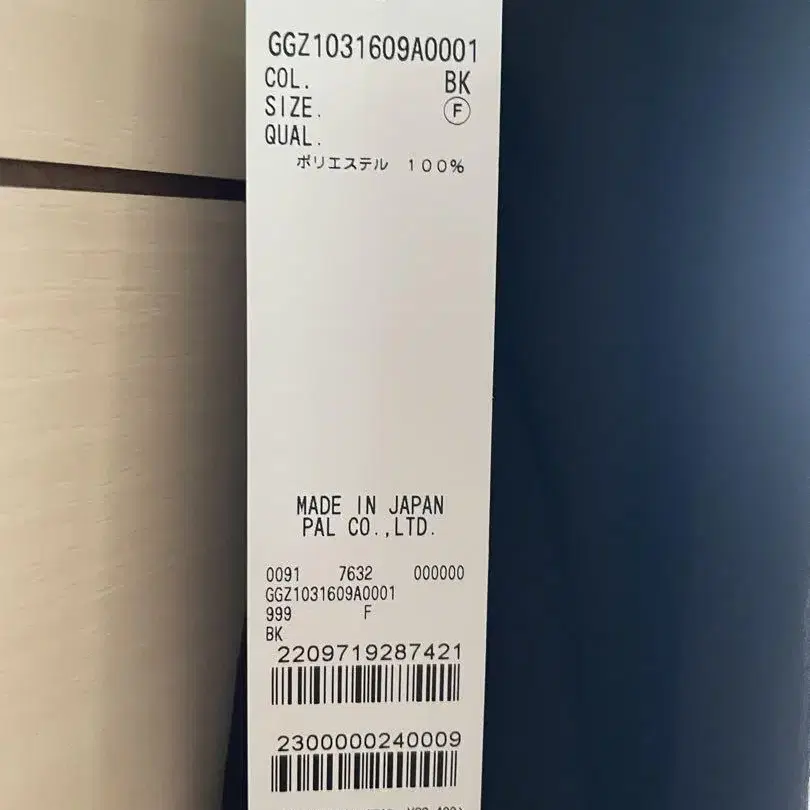 GGZ1031609A0001
COL. BK
SIZE. F
QUAL.
ポリエステル 100%
MADE IN JAPAN
PAL CO.,LTD.
0091 7632 000000
GGZ1031609A0001
999 F
BK
2209719287421
2300000240009